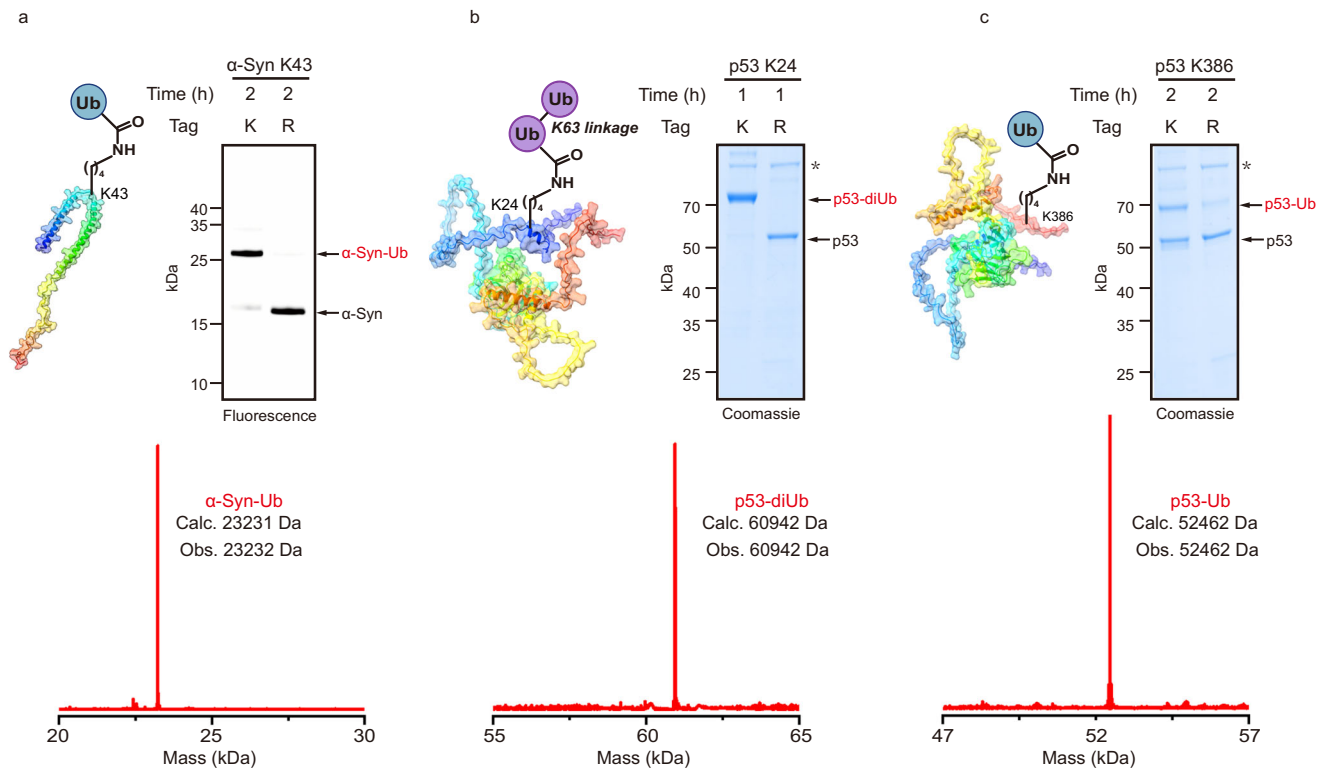 a
α-Syn K43
Time (h) 2 2
Tag K R
Ub
O
NH
( )4
K43
40
35
25
15
10
kDa
α-Syn-Ub
α-Syn
Fluorescence
α-Syn-Ub
Calc. 23231 Da
Obs. 23232 Da
20 25 30
Mass (kDa)
b
p53 K24
Time (h) 1 1
Tag K R
Ub
Ub K63 linkage
O
NH
( )4
K24
70
50
40
35
25
kDa
*
p53-diUb
p53
Coomassie
p53-diUb
Calc. 60942 Da
Obs. 60942 Da
55 60 65
Mass (kDa)
c
p53 K386
Time (h) 2 2
Tag K R
Ub
O
NH
( )4
K386
70
50
40
35
25
kDa
*
p53-Ub
p53
Coomassie
p53-Ub
Calc. 52462 Da
Obs. 52462 Da
47 52 57
Mass (kDa)